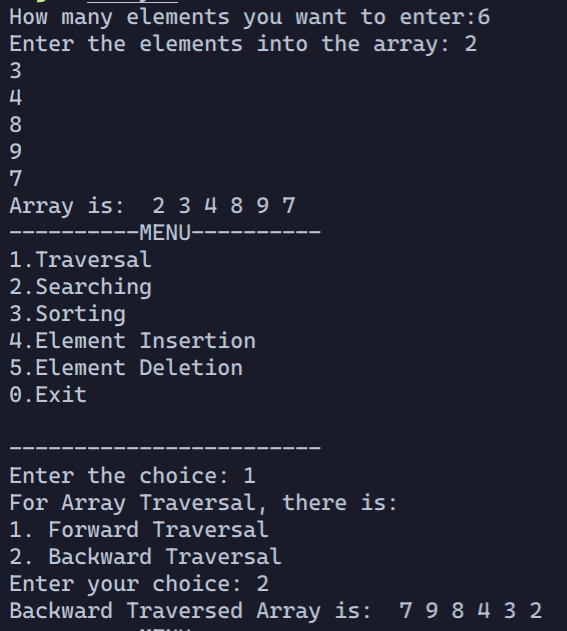 How many elements you want to enter:6
Enter the elements into the array: 2
3
4
8
9
7
Array is:  2 3 4 8 9 7
----------MENU----------
1.Traversal
2.Searching
3.Sorting
4.Element Insertion
5.Element Deletion
0.Exit
------------------------
Enter the choice: 1
For Array Traversal, there is:
1. Forward Traversal
2. Backward Traversal
Enter your choice: 2
Backward Traversed Array is:  7 9 8 4 3 2